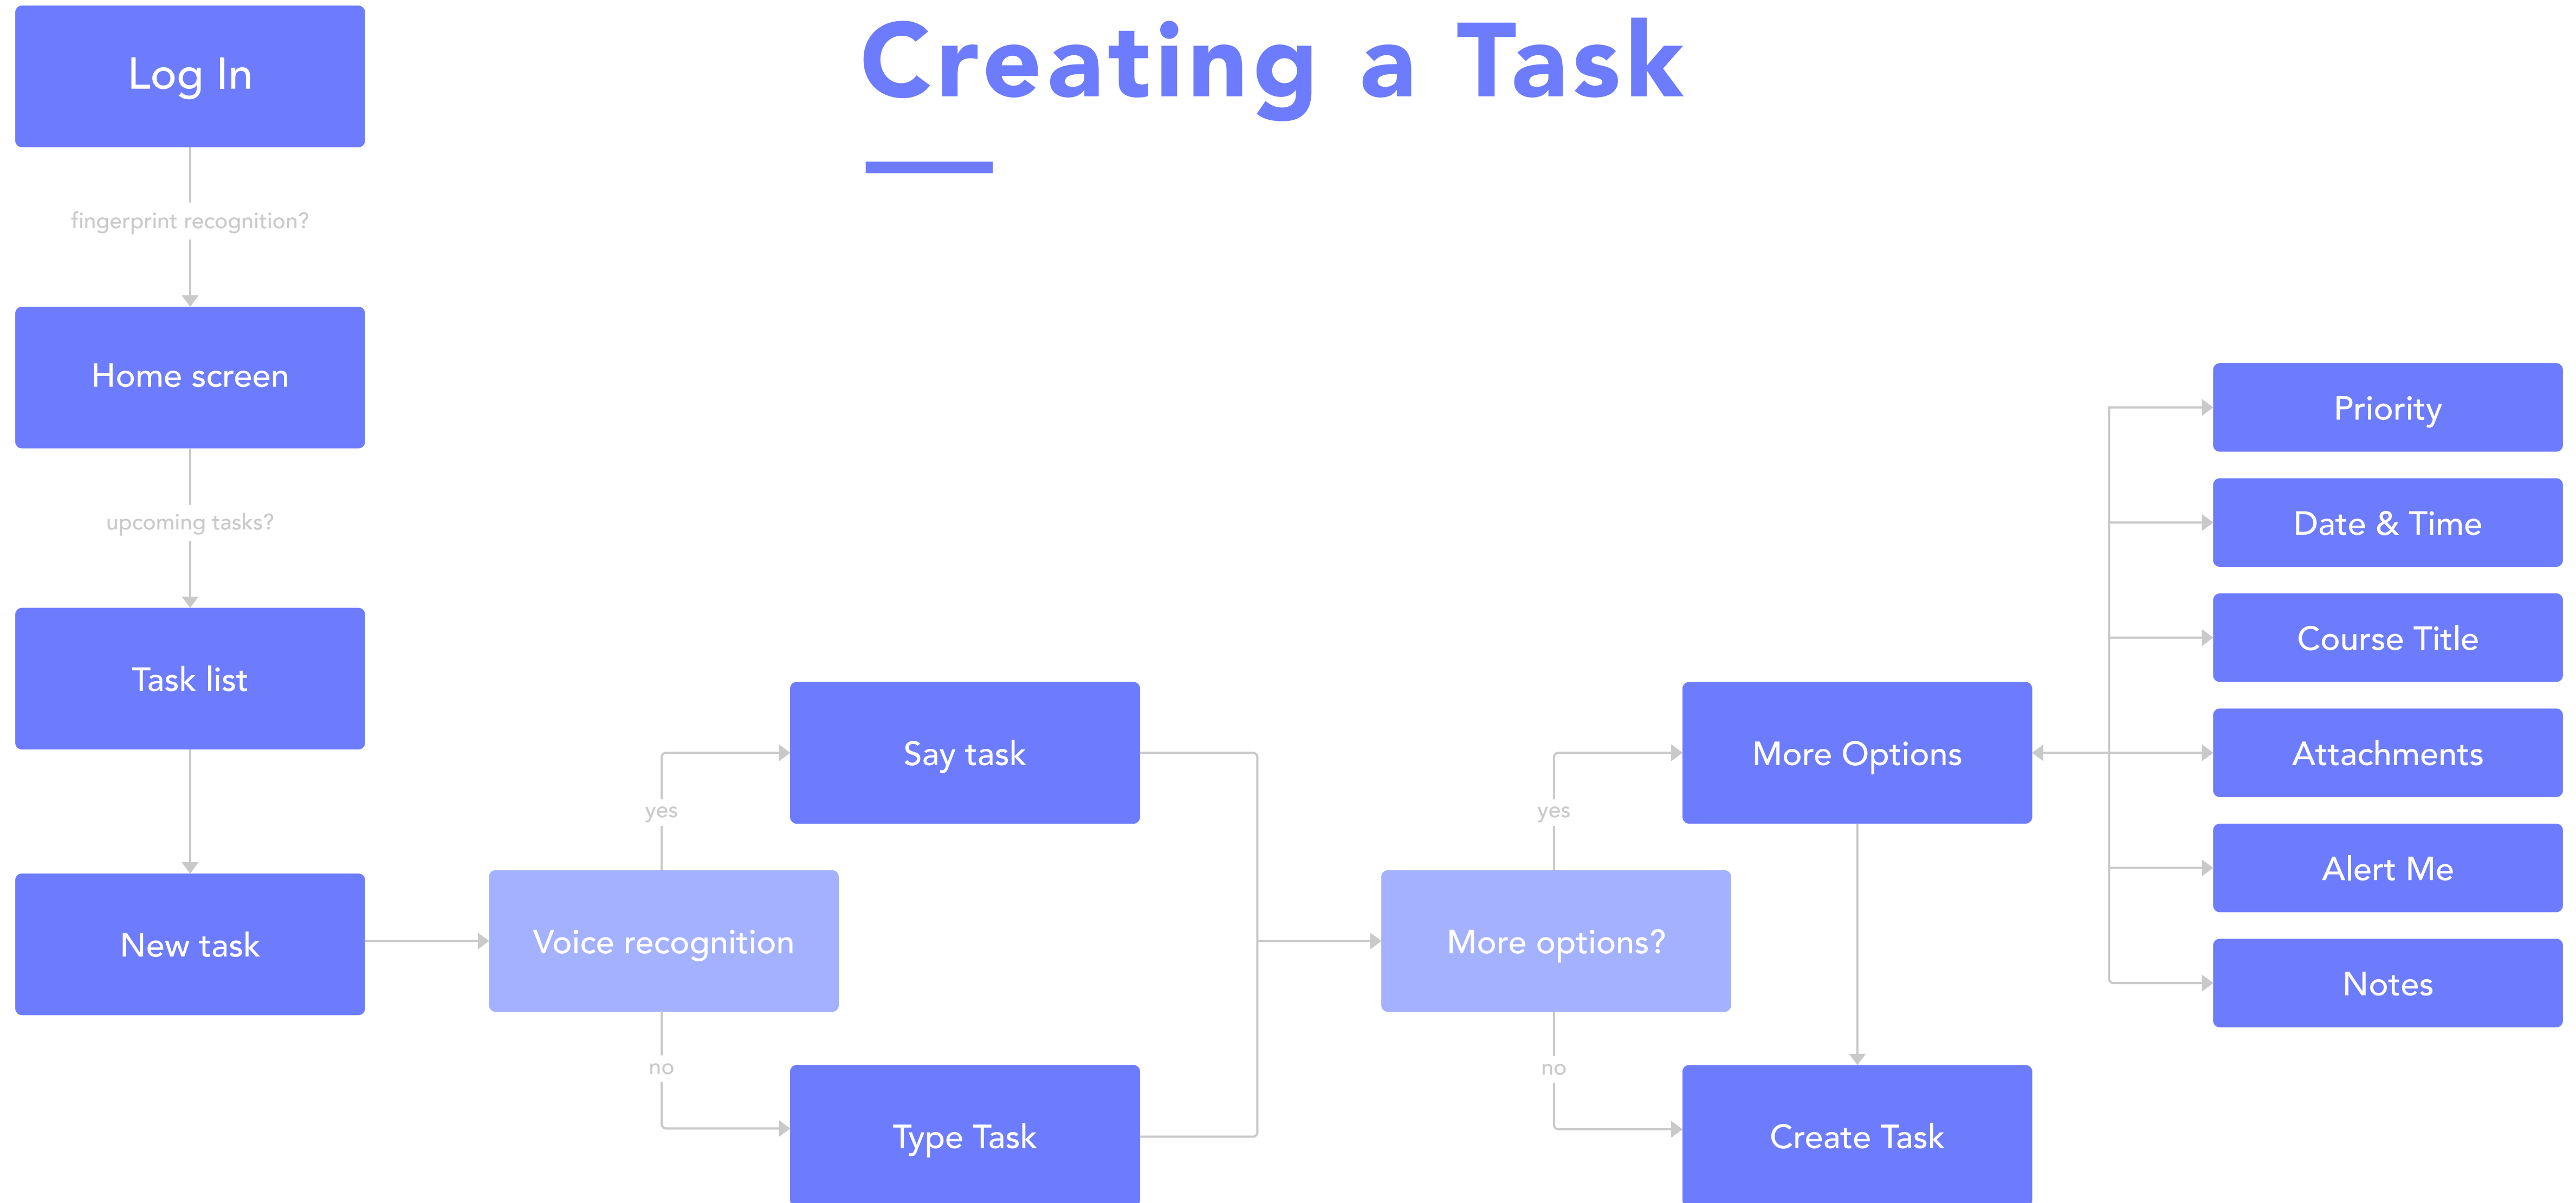 Creating a Task
Log In
fingerprint recognition?
Home screen
upcoming tasks?
Task list
New task
Voice recognition
yes
Say task
no
Type Task
More options?
yes
More Options
no
Create Task
Priority
Date & Time
Course Title
Attachments
Alert Me
Notes